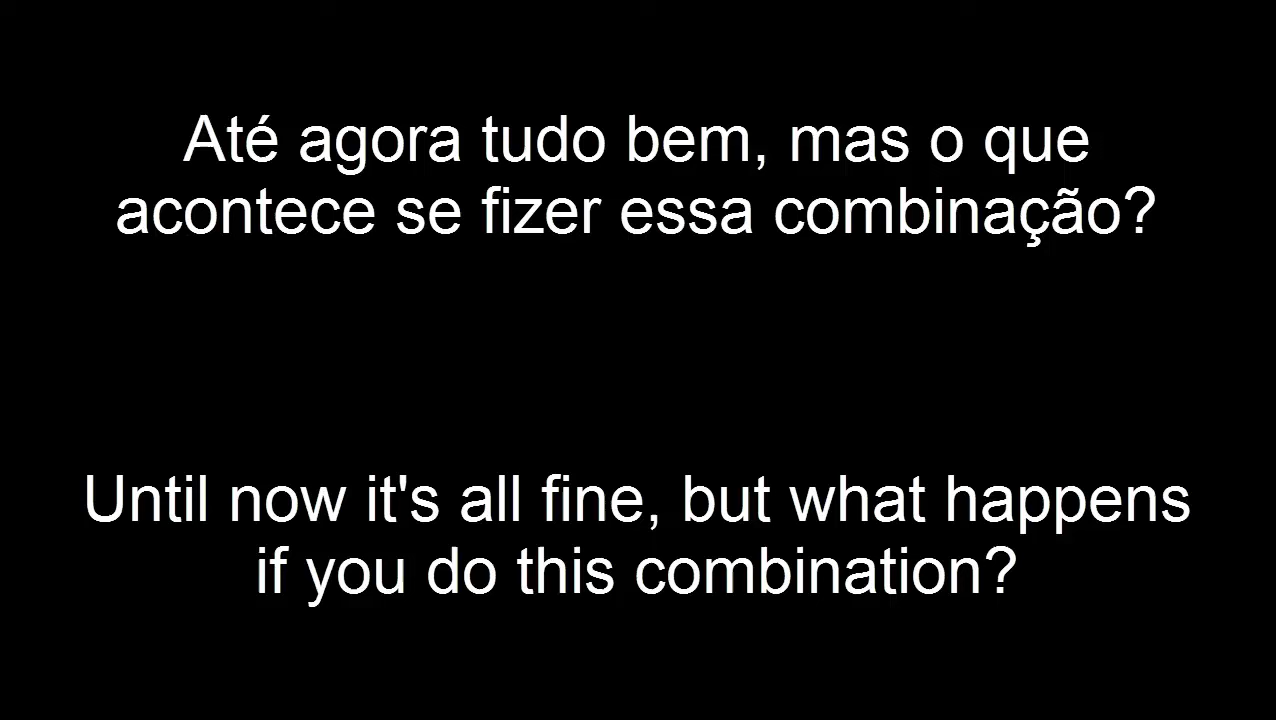 Até agora tudo bem, mas o que
acontece se fizer essa combinação?
Until now it's all fine, but what happens
if you do this combination?